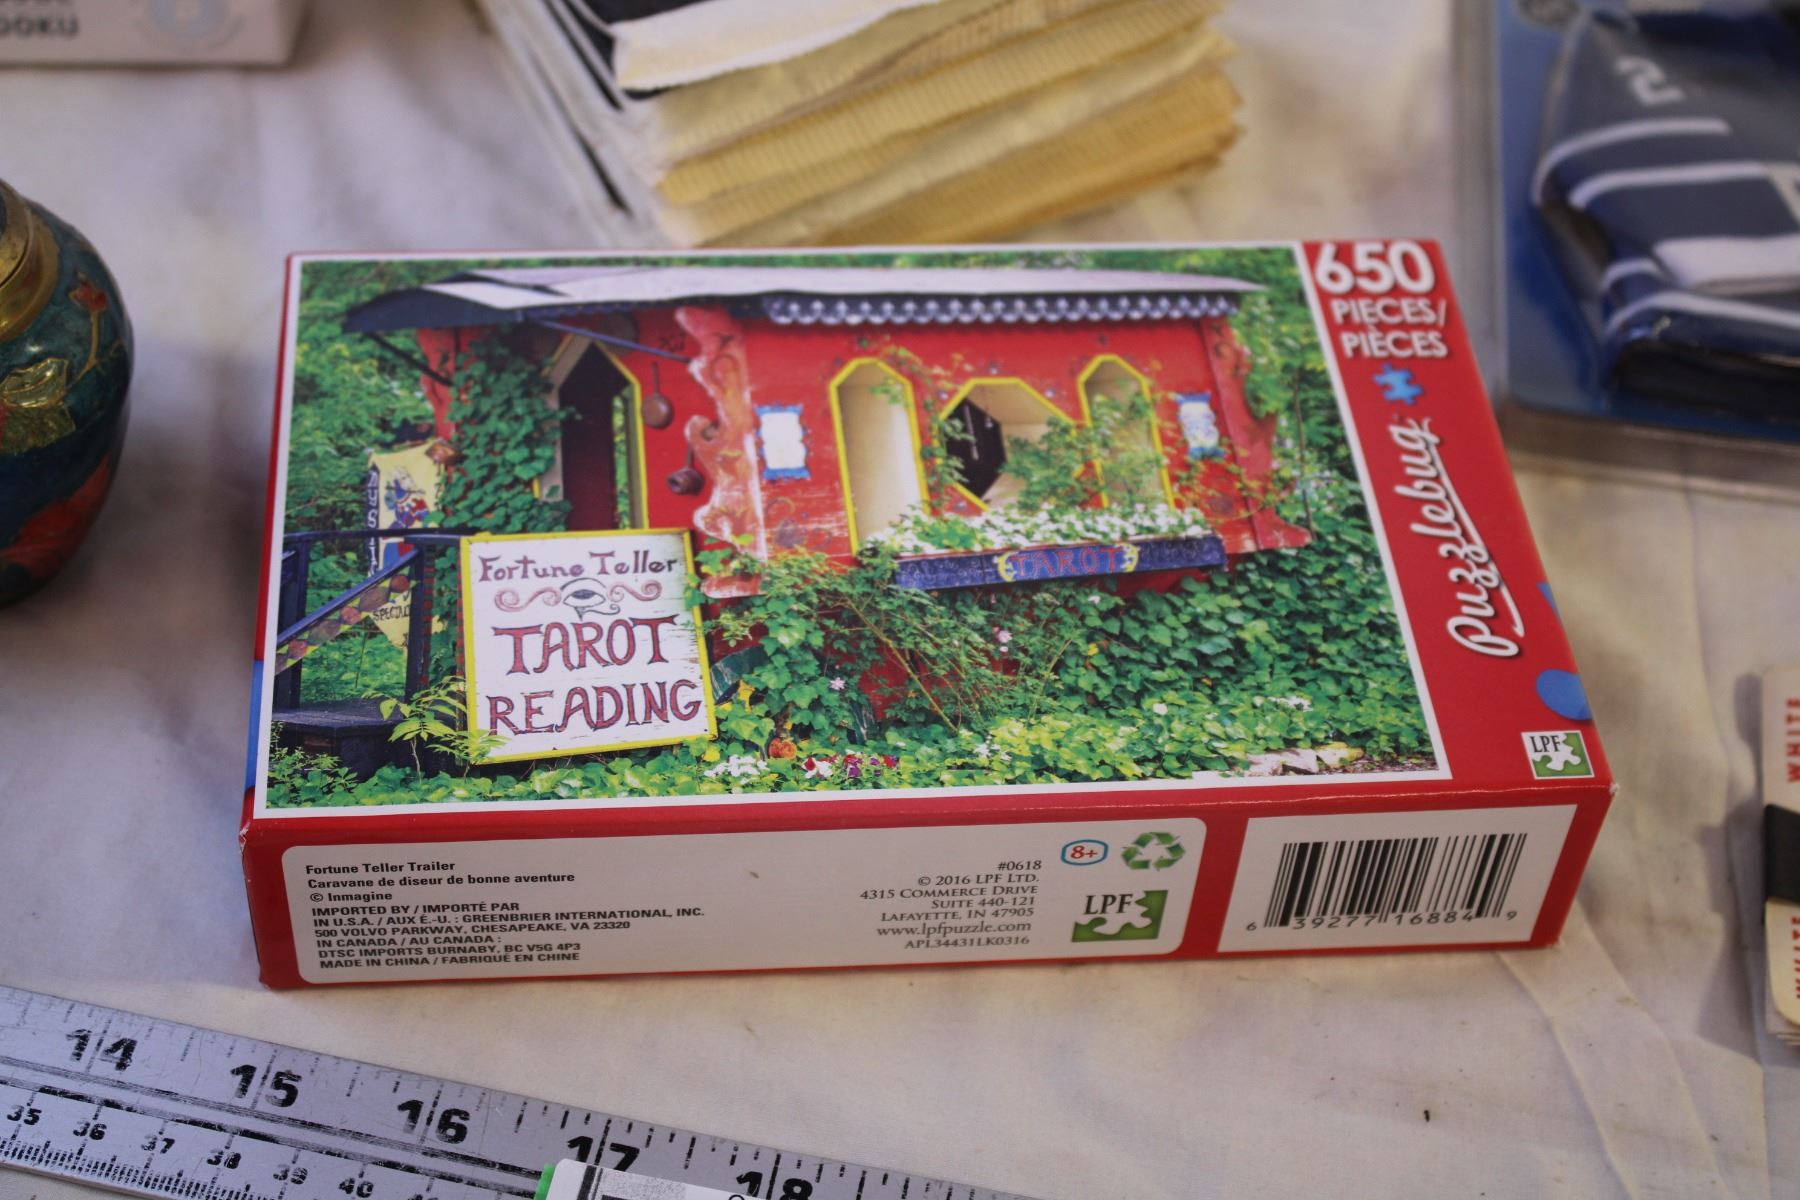 OOKU
2
650
PIECES/
PIÈCES
Puzzlebug
LPF
SPECIAL
Fortune Teller
TAROT
READING
TAROT
Fortune Teller Trailer
Caravane de diseur de bonne aventure
© Inmagine
IMPORTED BY / IMPORTÉ PAR
IN U.S.A. / AUX É.-U. : GREENBRIER INTERNATIONAL, INC.
500 VOLVO PARKWAY, CHESAPEAKE, VA 23320
IN CANADA / AU CANADA :
DTSC IMPORTS BURNABY, BC V5G 4P3
MADE IN CHINA / FABRIQUÉ EN CHINE
#0618
© 2016 LPF LTD.
4315 COMMERCE DRIVE
SUITE 440-121
LAFAYETTE, IN 47905
www.lpfpuzzle.com
APL34431LK0316
8+
LPF
6 39277 16884 9
WHITE
14 15 16 17 18
35 36 37 38 39 40